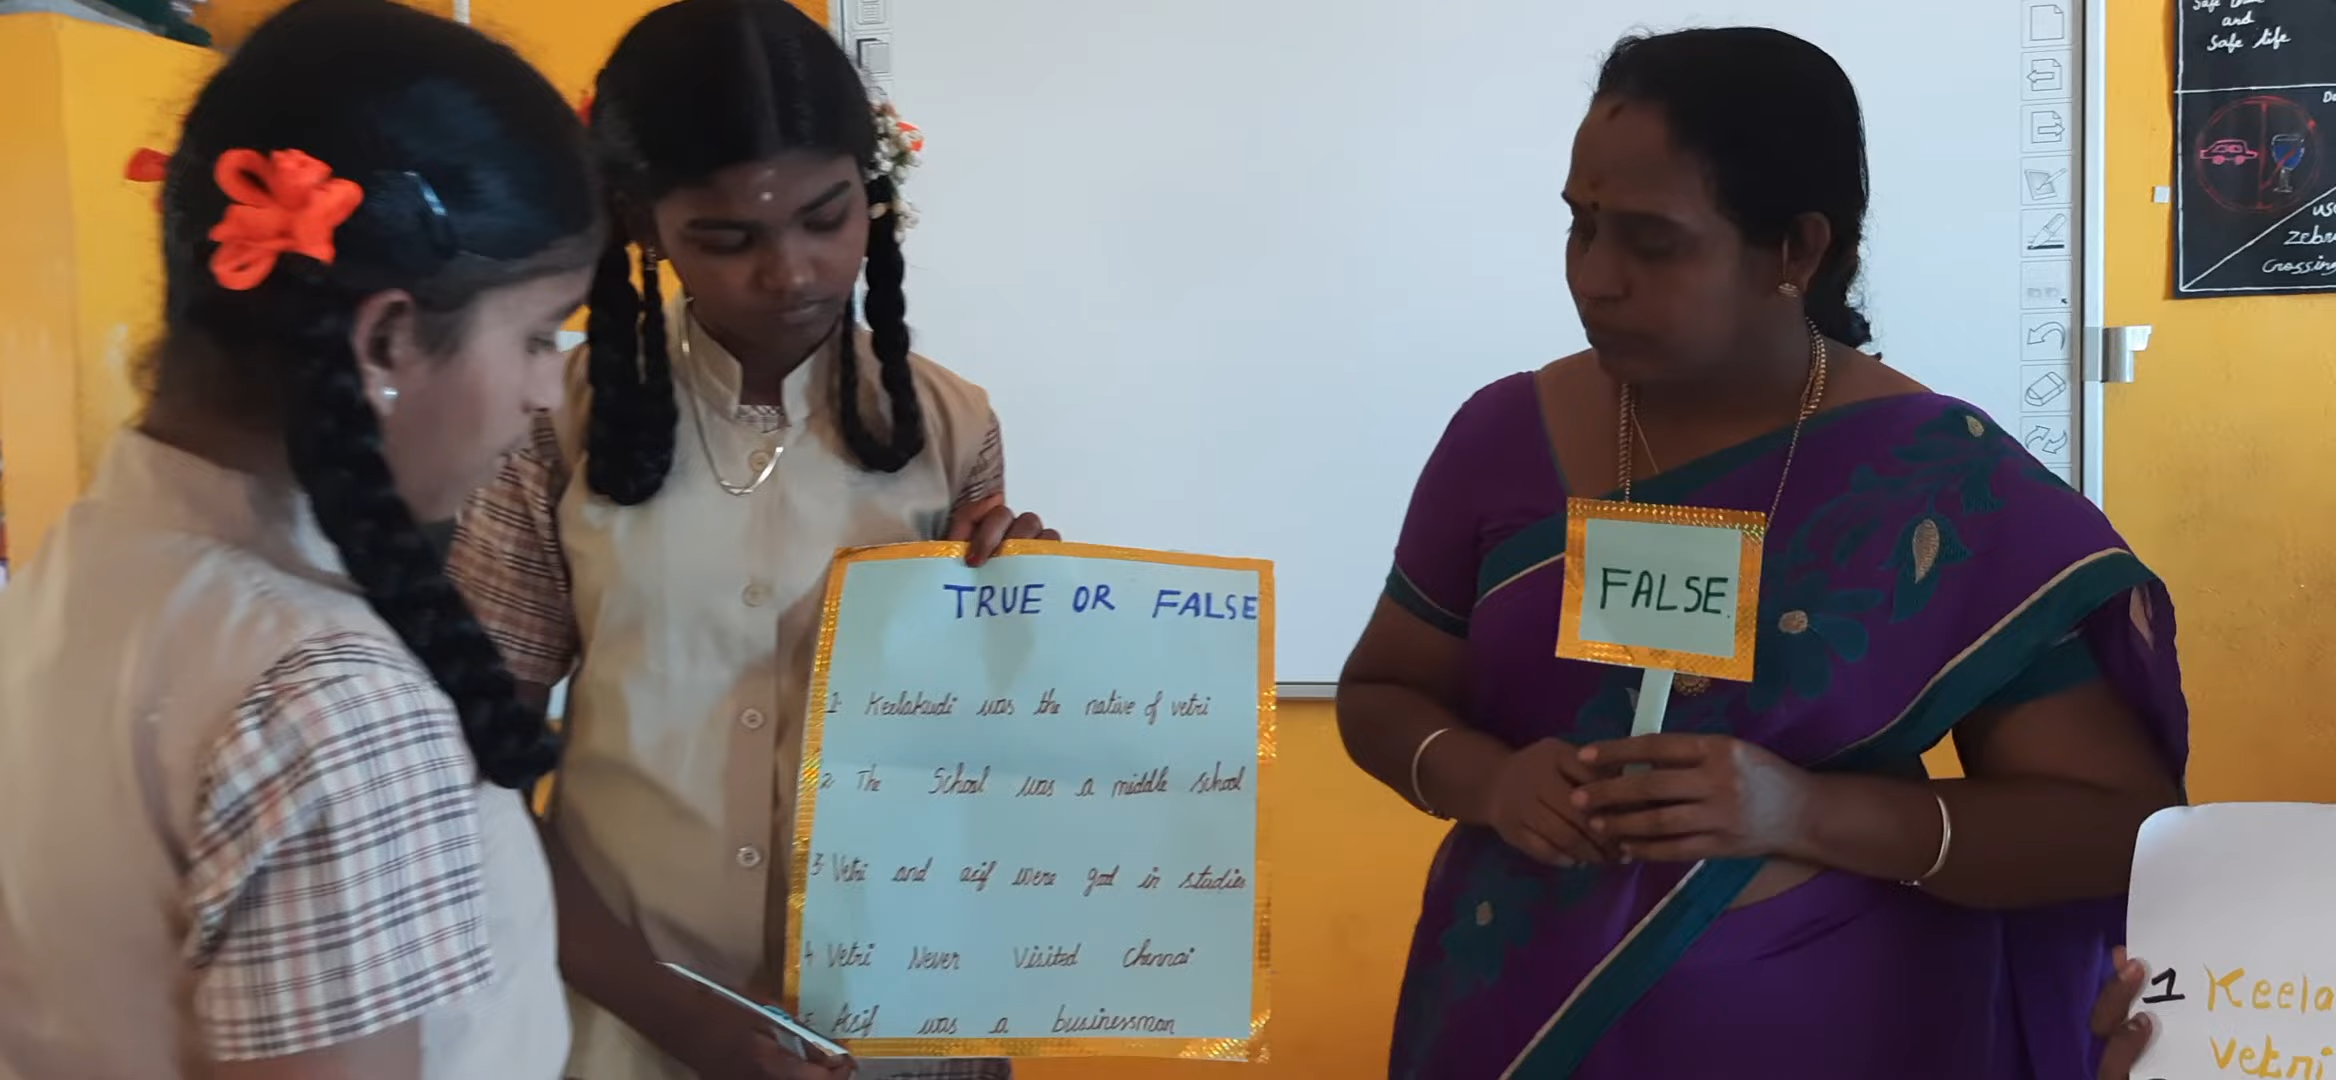 Safe
and
Safe life
zebra
crossing
TRUE OR FALSE
1. Keelakudi was the native of vetri
2 The School was a middle school
3 Vetri and asif were good in studies
4 Vetri Never Visited Chennai
5 Asif was a businessman
FALSE.
1 Keela
Vetri